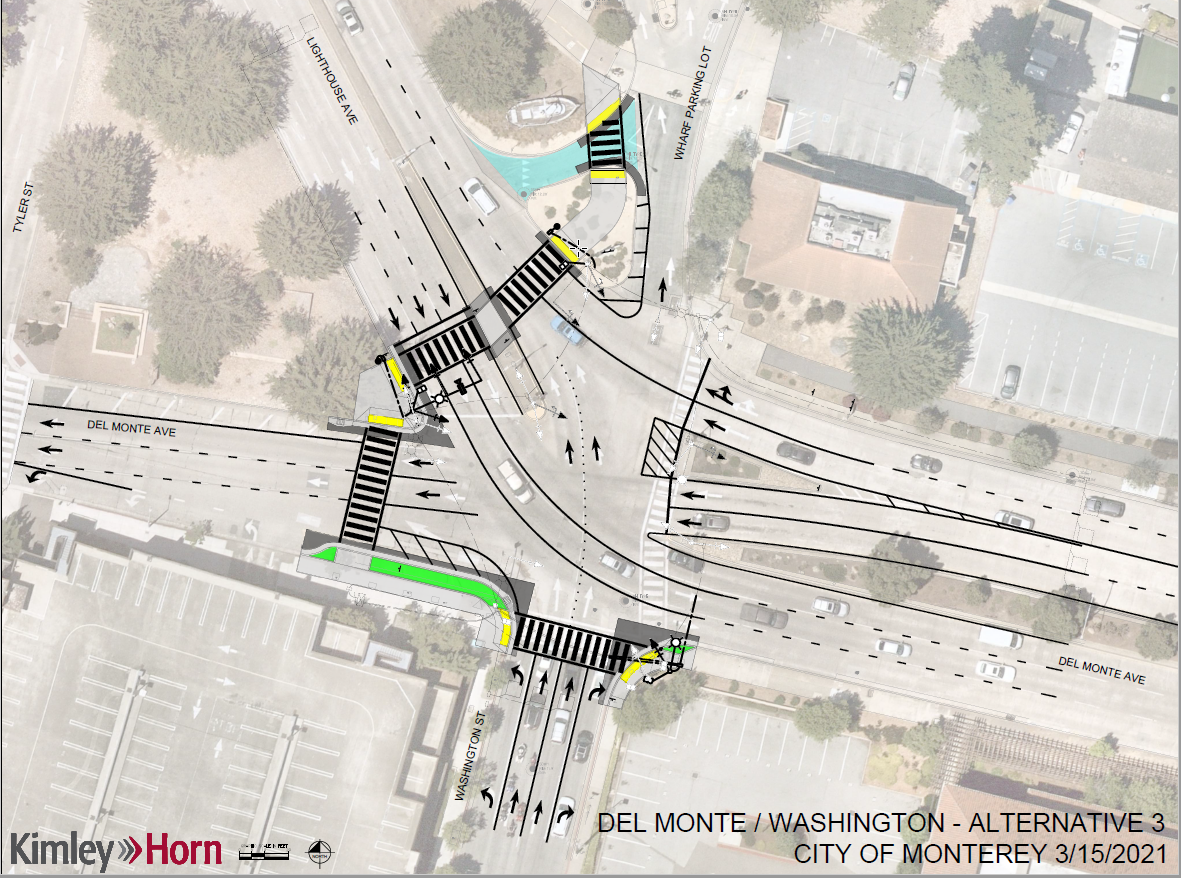 LIGHTHOUSE AVE
WHARF PARKING LOT
TYLER ST
DEL MONTE AVE
DEL MONTE AVE
WASHINGTON ST
DEL MONTE / WASHINGTON - ALTERNATIVE 3
CITY OF MONTEREY 3/15/2021
Kimley»Horn
NORTH